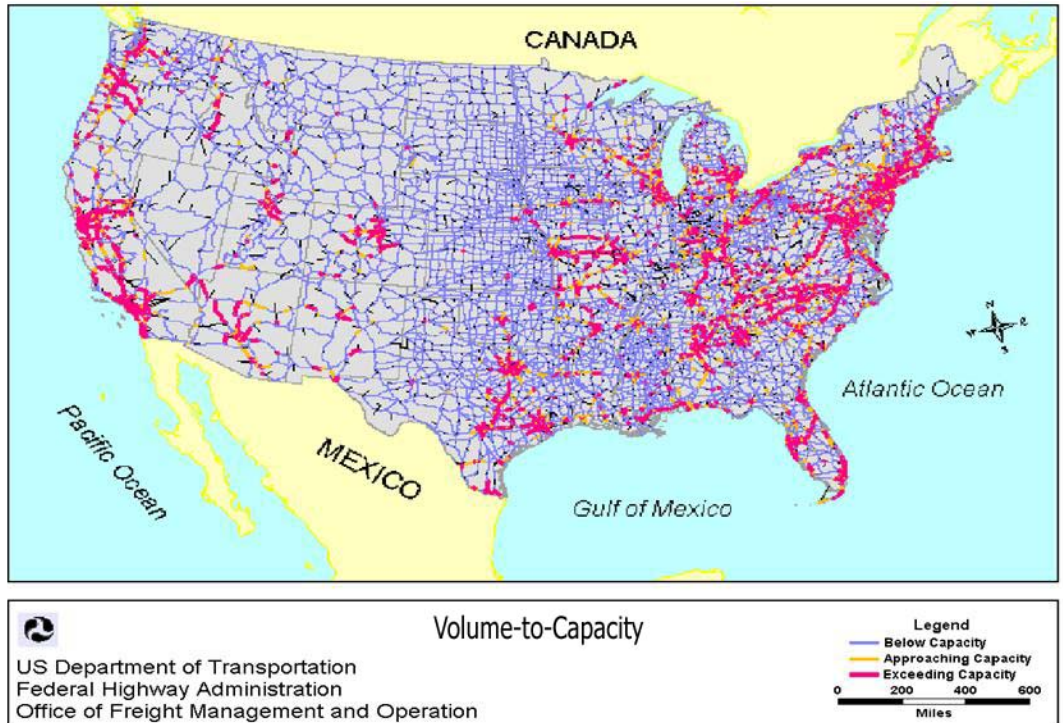 CANADA
Atlantic Ocean
Pacific Ocean
MEXICO
Gulf of Mexico
Volume-to-Capacity
US Department of Transportation
Federal Highway Administration
Office of Freight Management and Operation
Legend
Below Capacity
Approaching Capacity
Exceeding Capacity
0 200 400 600
Miles